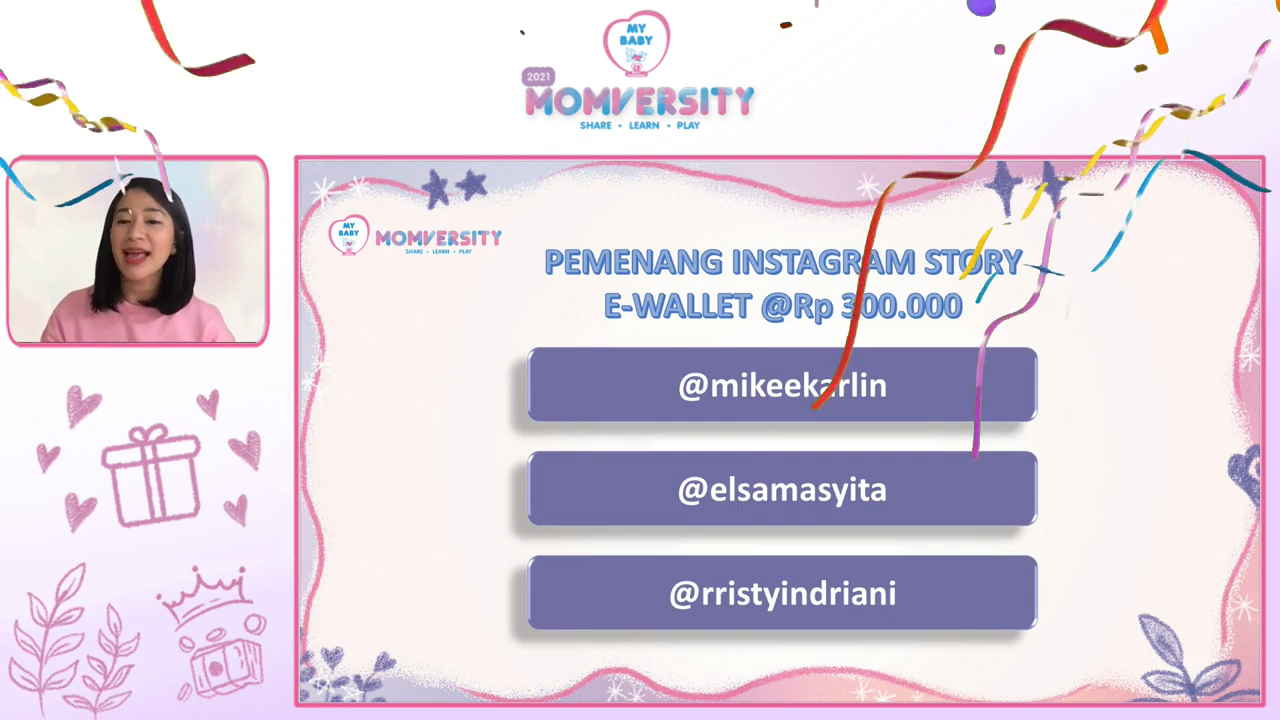 MY
BABY
2021
MOMVERSITY
SHARE • LEARN • PLAY
MY
BABY
MOMVERSITY
SHARE • LEARN • PLAY
PEMENANG INSTAGRAM STORY
E-WALLET @Rp 300.000
@mikeekarlin
@elsamasyita
@rristyindriani